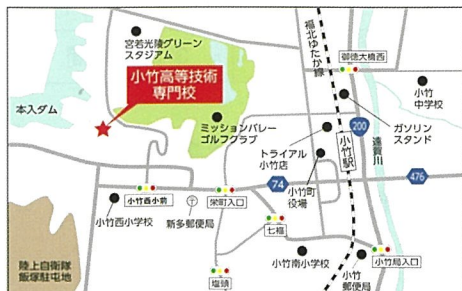 宮若光陵グリーン
スタジアム
福北ゆたか線
御徳大橋西
小竹高等技術
専門校
小竹
中学校
本入ダム
ミッションバレー
ゴルフクラブ
トライアル
小竹店
小竹駅
200
ガソリン
スタンド
遠賀川
小竹町
役場
74
476
小竹西小前
栄町入口
小竹西小学校
新多郵便局
七福
陸上自衛隊
飯塚駐屯地
塩頭
小竹南小学校
小竹
郵便局
小竹局入口